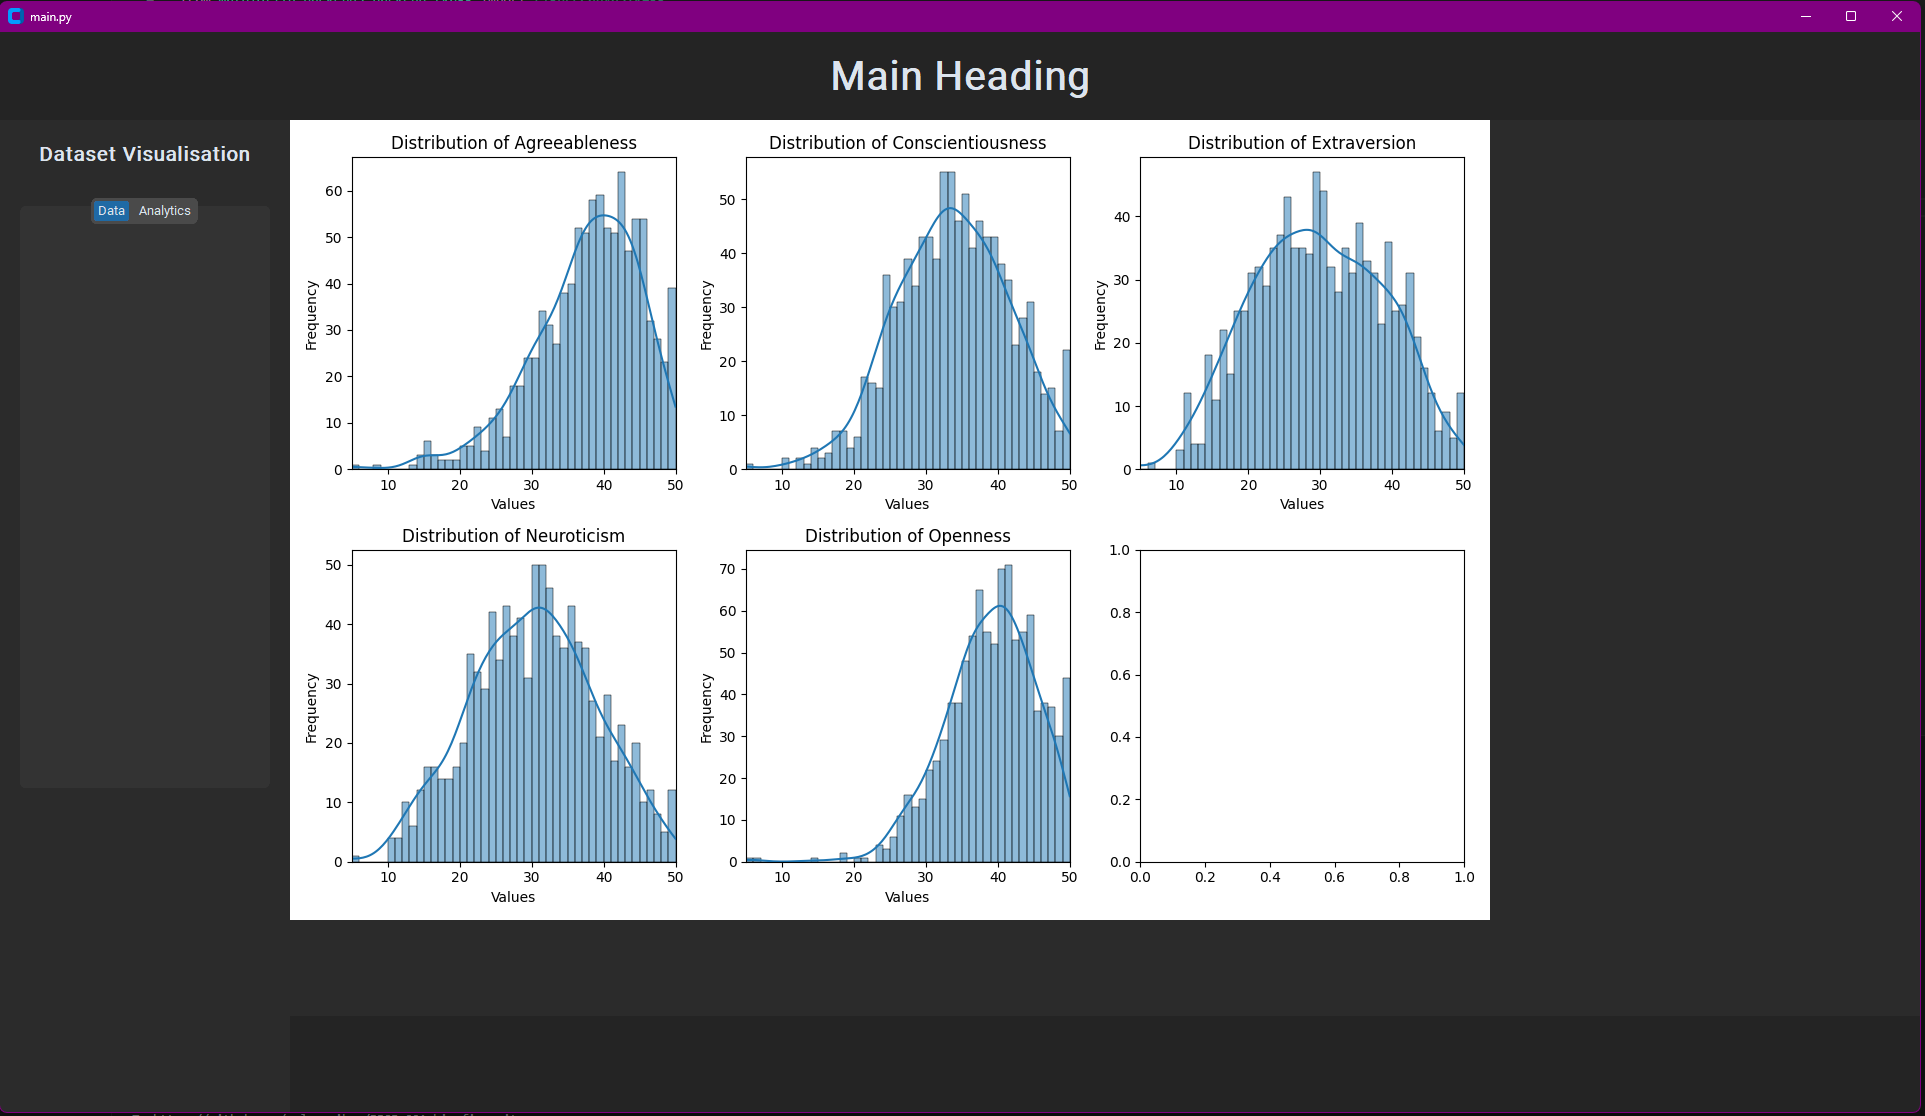 main.py
Main Heading
Dataset Visualisation
Data Analytics
Distribution of Agreeableness
60
50
40
30
20
10
0
Frequency
10 20 30 40 50
Values
Distribution of Conscientiousness
50
40
30
20
10
0
Frequency
10 20 30 40 50
Values
Distribution of Extraversion
40
30
20
10
0
Frequency
10 20 30 40 50
Values
Distribution of Neuroticism
50
40
30
20
10
0
Frequency
10 20 30 40 50
Values
Distribution of Openness
70
60
50
40
30
20
10
0
Frequency
10 20 30 40 50
Values
1.0
0.8
0.6
0.4
0.2
0.0
0.0 0.2 0.4 0.6 0.8 1.0